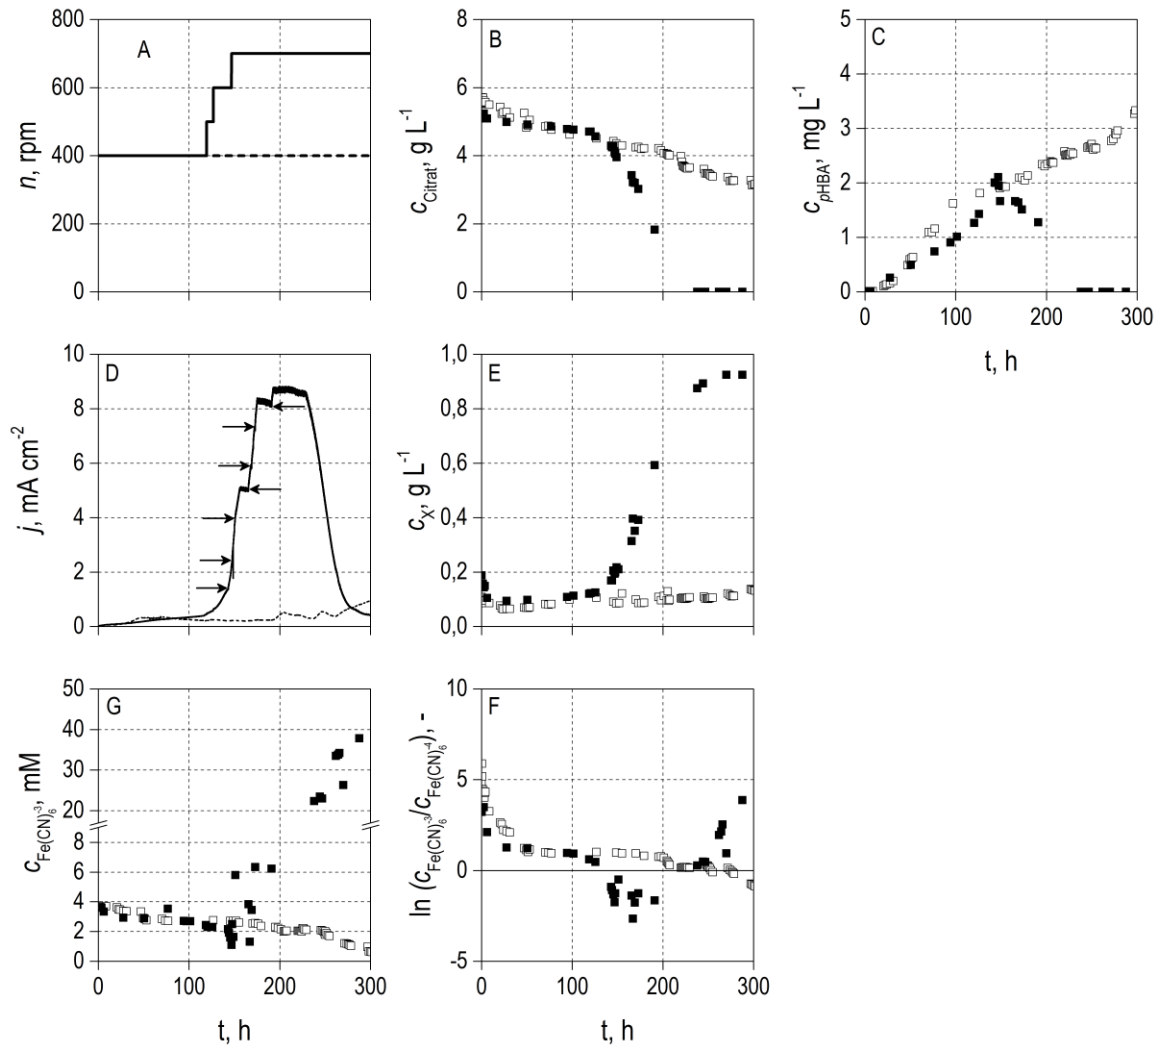 A
n, rpm
800
600
400
200
0
B
c_Citrat, g L^-1
8
6
4
2
0
0 100 200 300
C
c_pHBA, mg L^-1
5
4
3
2
1
0
0 100 200 300
t, h
D
j, mA cm^-2
10
8
6
4
2
0
E
c_X, g L^-1
1,0
0,8
0,6
0,4
0,2
0,0
G
c_Fe(CN)6^-3, mM
50
40
30
20
8
6
4
2
0
0 100 200 300
t, h
F
ln (c_Fe(CN)6^-3/c_Fe(CN)6^-4), -
10
5
0
-5
0 100 200 300
t, h